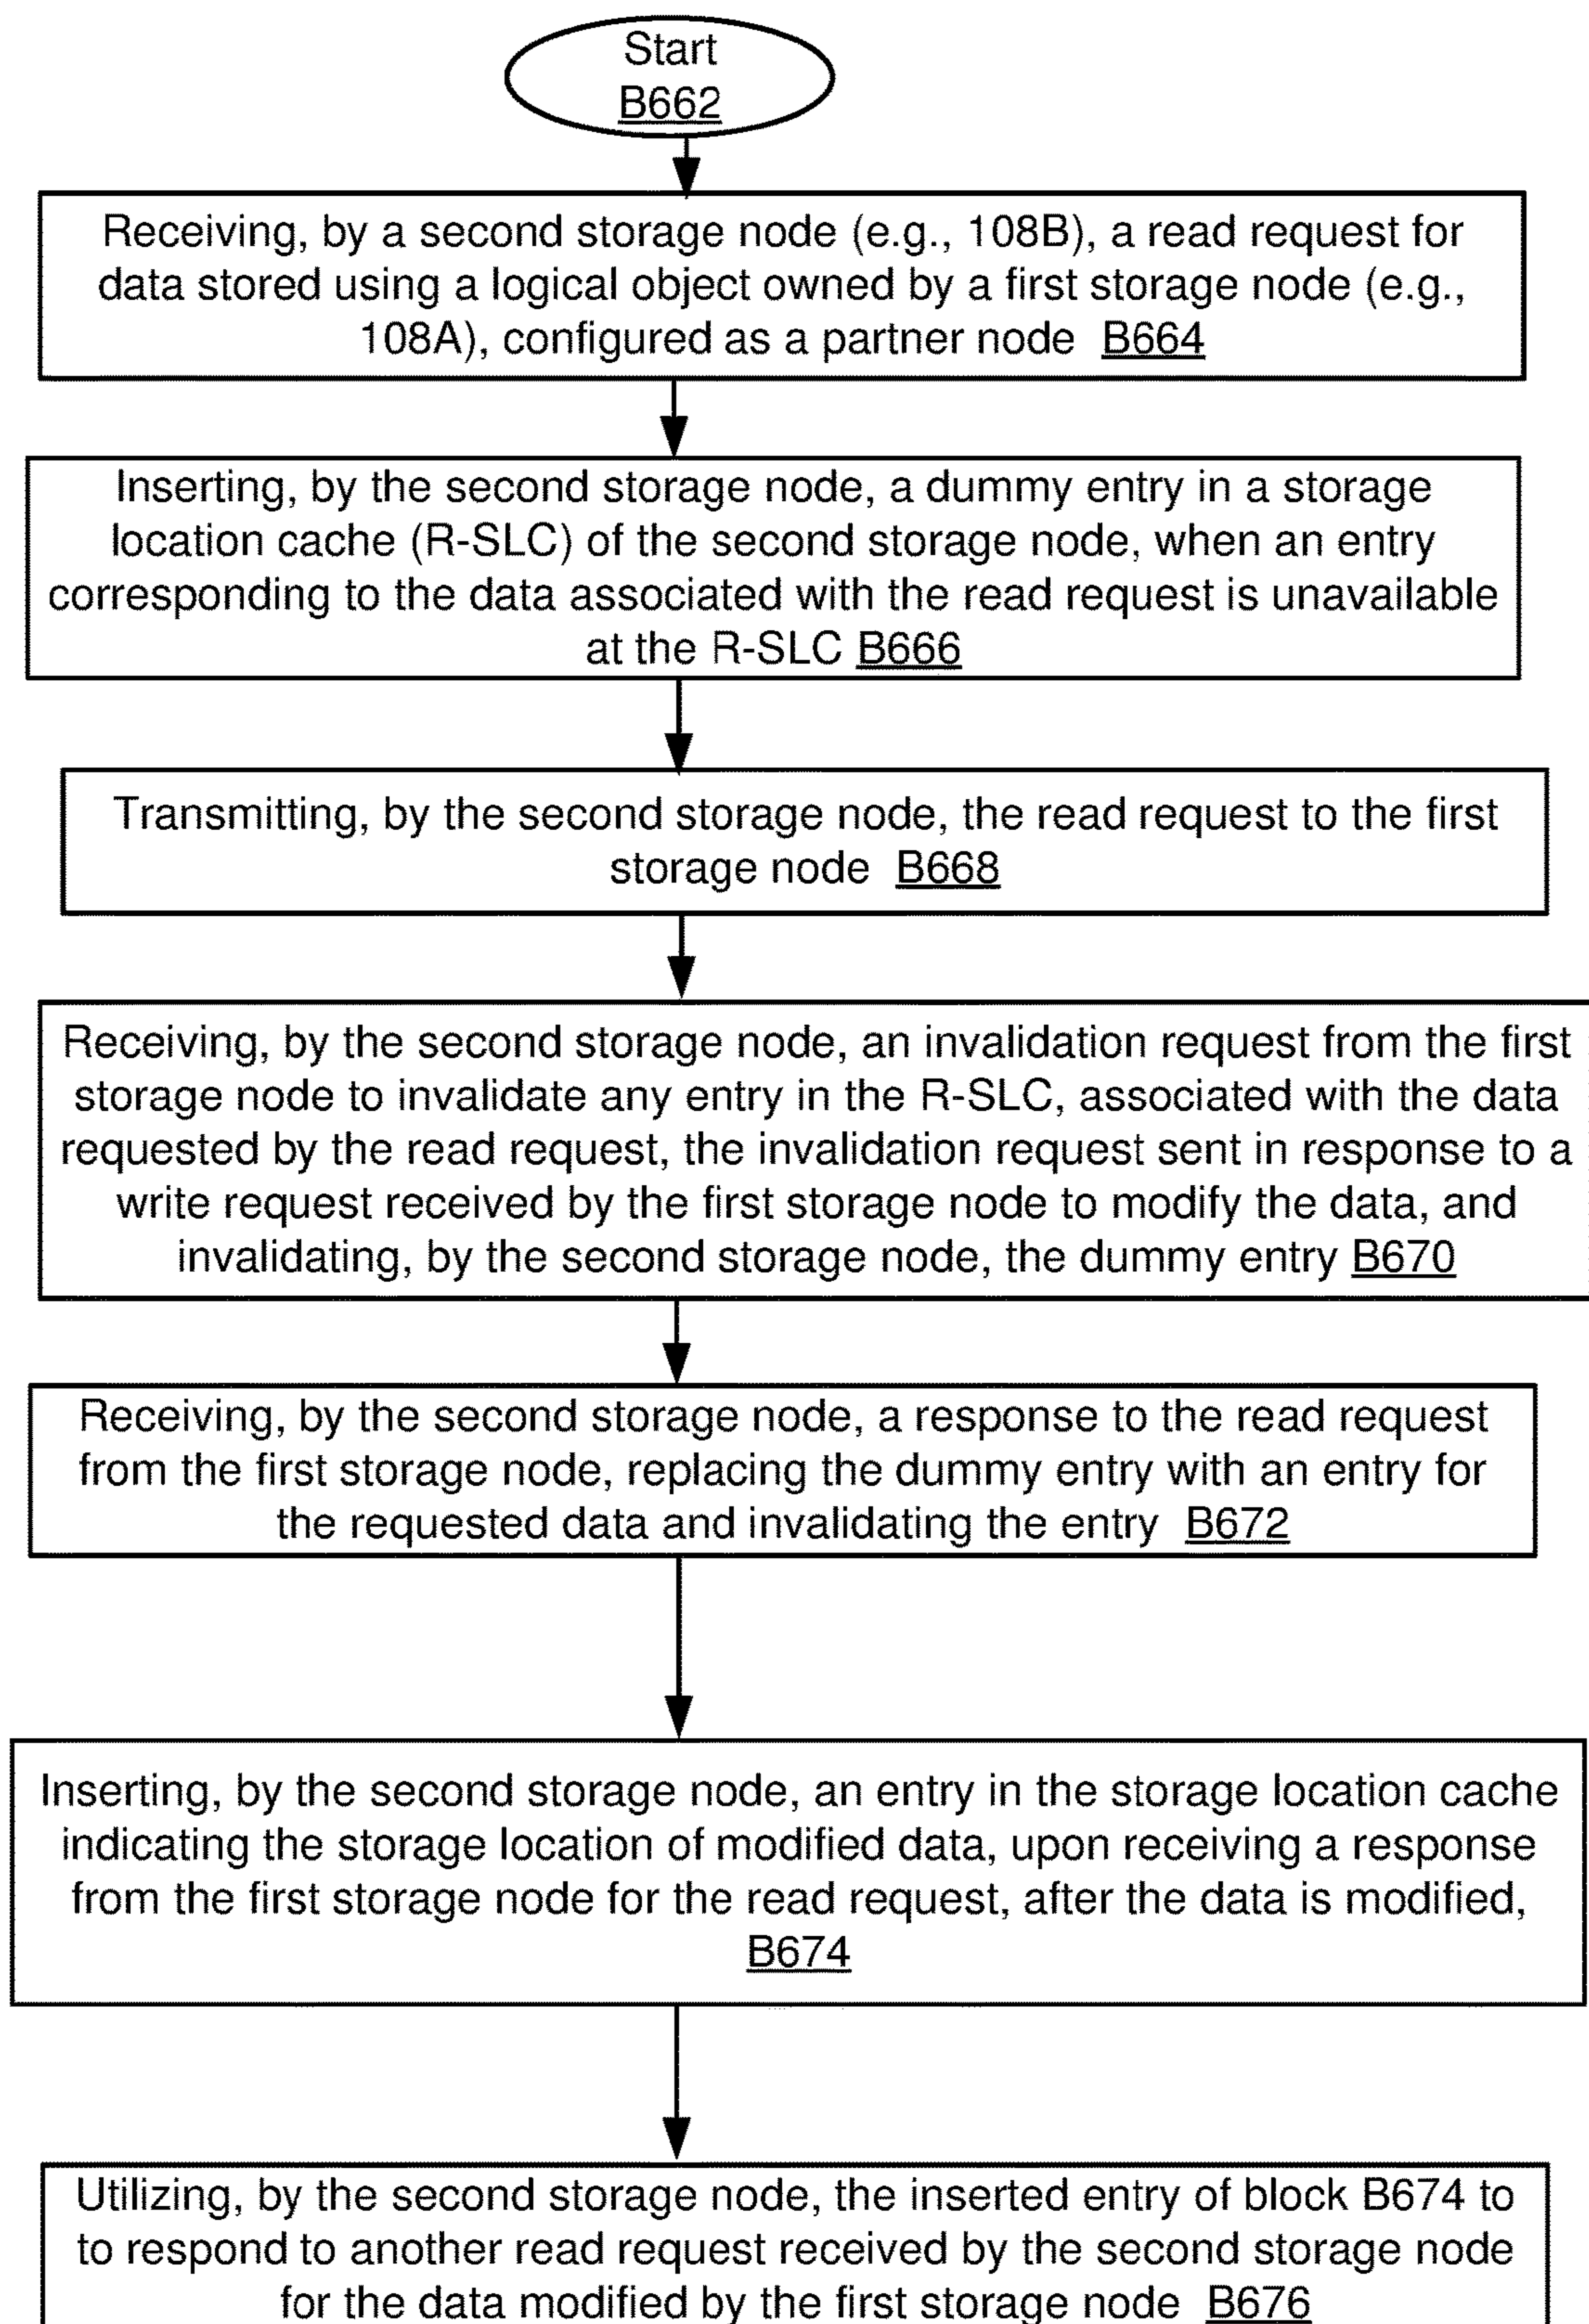 Start
B662
Receiving, by a second storage node (e.g., 108B), a read request for
data stored using a logical object owned by a first storage node (e.g.,
108A), configured as a partner node B664
Inserting, by the second storage node, a dummy entry in a storage
location cache (R-SLC) of the second storage node, when an entry
corresponding to the data associated with the read request is unavailable
at the R-SLC B666
Transmitting, by the second storage node, the read request to the first
storage node B668
Receiving, by the second storage node, an invalidation request from the first
storage node to invalidate any entry in the R-SLC, associated with the data
requested by the read request, the invalidation request sent in response to a
write request received by the first storage node to modify the data, and
invalidating, by the second storage node, the dummy entry B670
Receiving, by the second storage node, a response to the read request
from the first storage node, replacing the dummy entry with an entry for
the requested data and invalidating the entry B672
Inserting, by the second storage node, an entry in the storage location cache
indicating the storage location of modified data, upon receiving a response
from the first storage node for the read request, after the data is modified,
B674
Utilizing, by the second storage node, the inserted entry of block B674 to
to respond to another read request received by the second storage node
for the data modified by the first storage node B676